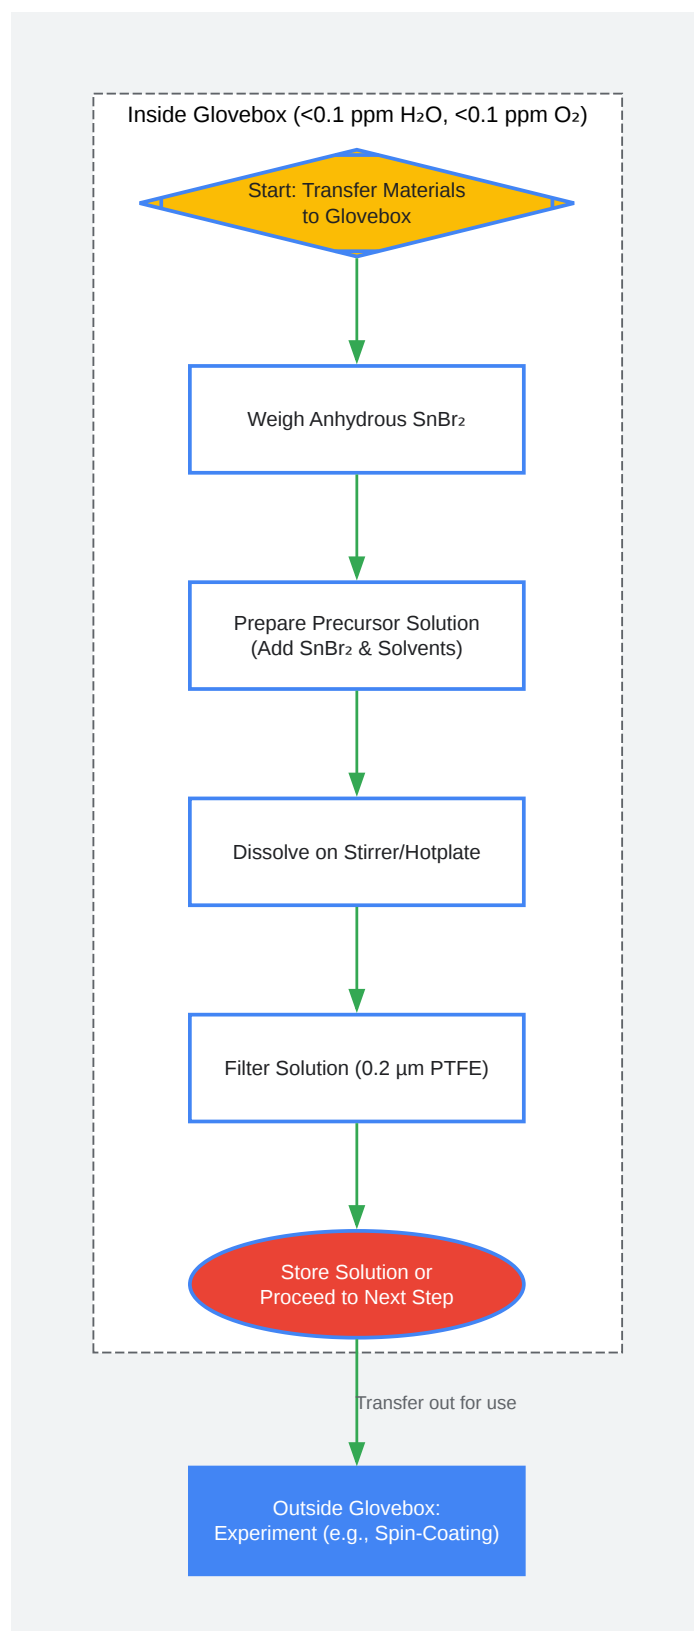 Inside Glovebox (<0.1 ppm H₂O, <0.1 ppm O₂)
Start: Transfer Materials
to Glovebox
Weigh Anhydrous SnBr₂
Prepare Precursor Solution
(Add SnBr₂ & Solvents)
Dissolve on Stirrer/Hotplate
Filter Solution (0.2 µm PTFE)
Store Solution or
Proceed to Next Step
Transfer out for use
Outside Glovebox:
Experiment (e.g., Spin-Coating)